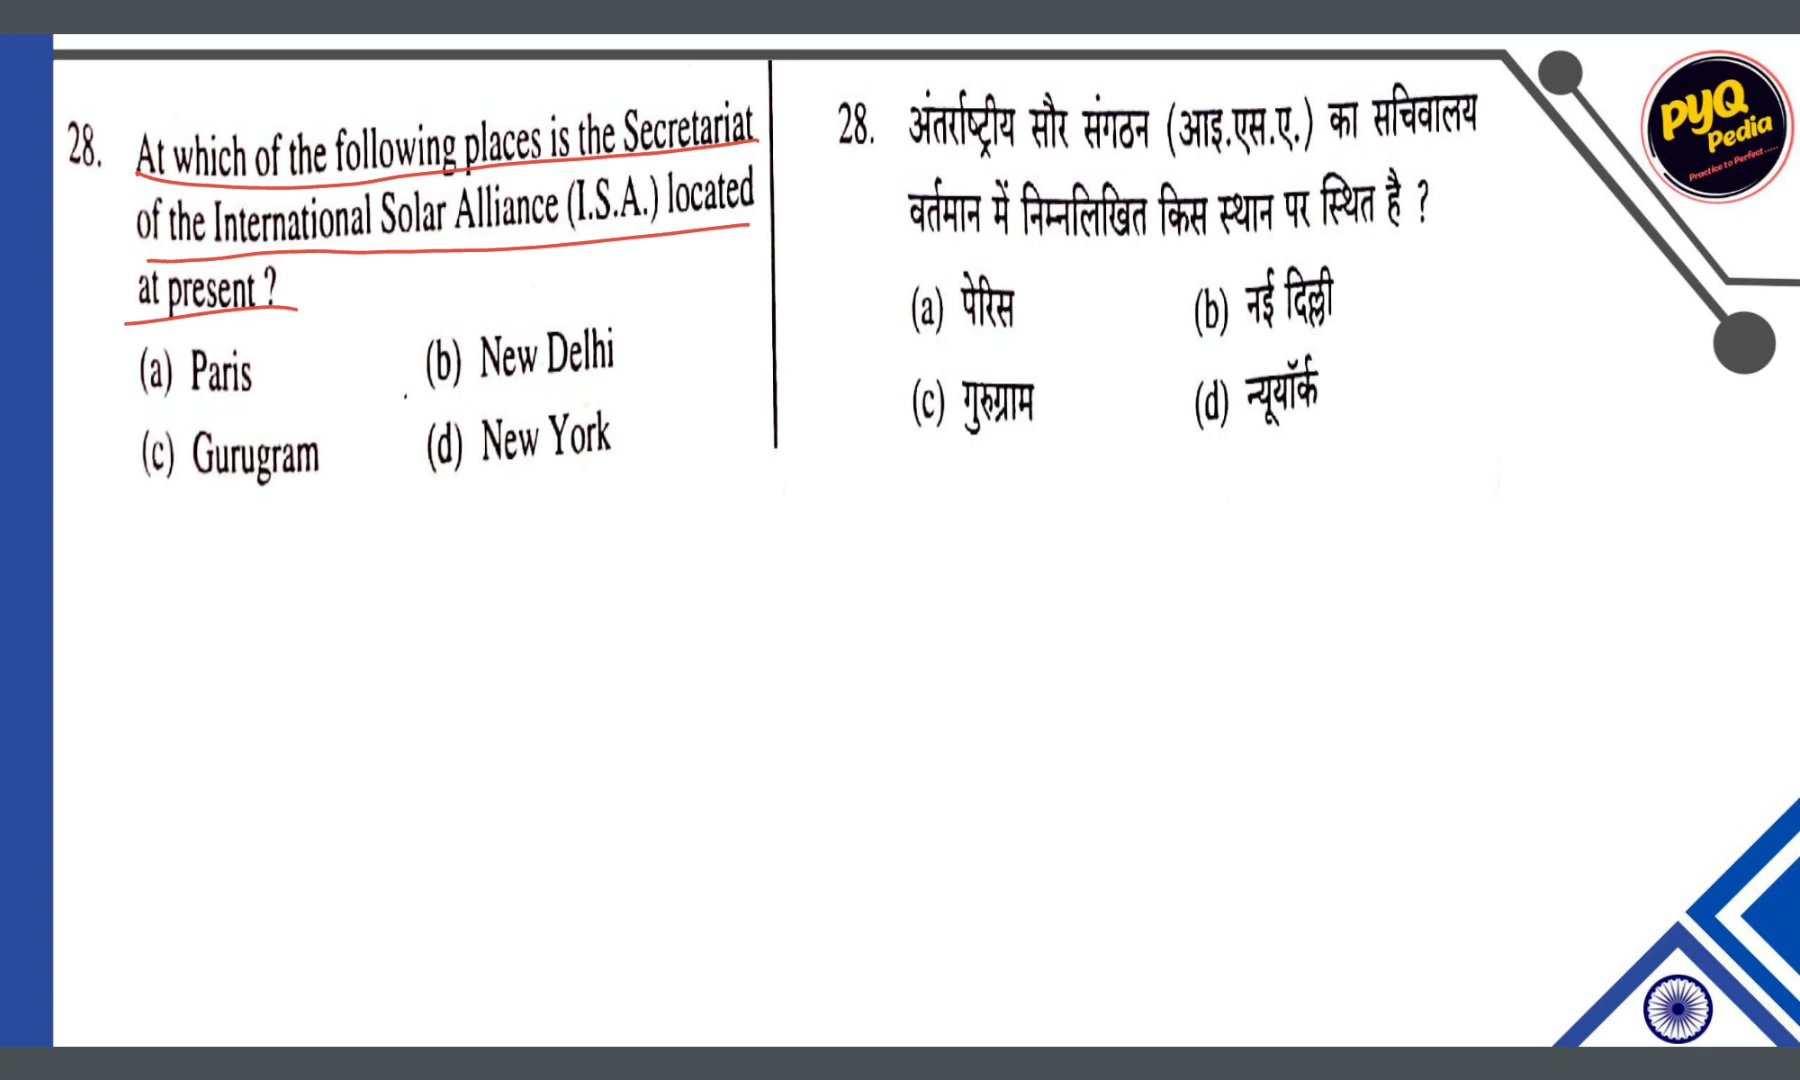 28. At which of the following places is the Secretariat
of the International Solar Alliance (I.S.A.) located
at present ?
(a) Paris (b) New Delhi
(c) Gurugram (d) New York
28. अंतर्राष्ट्रीय सौर संगठन (आइ.एस.ए.) का सचिवालय
वर्तमान में निम्नलिखित किस स्थान पर स्थित है ?
(a) पेरिस (b) नई दिल्ली
(c) गुरुग्राम (d) न्यूयॉर्क
PYQ
Pedia
Practice to Perfect.....